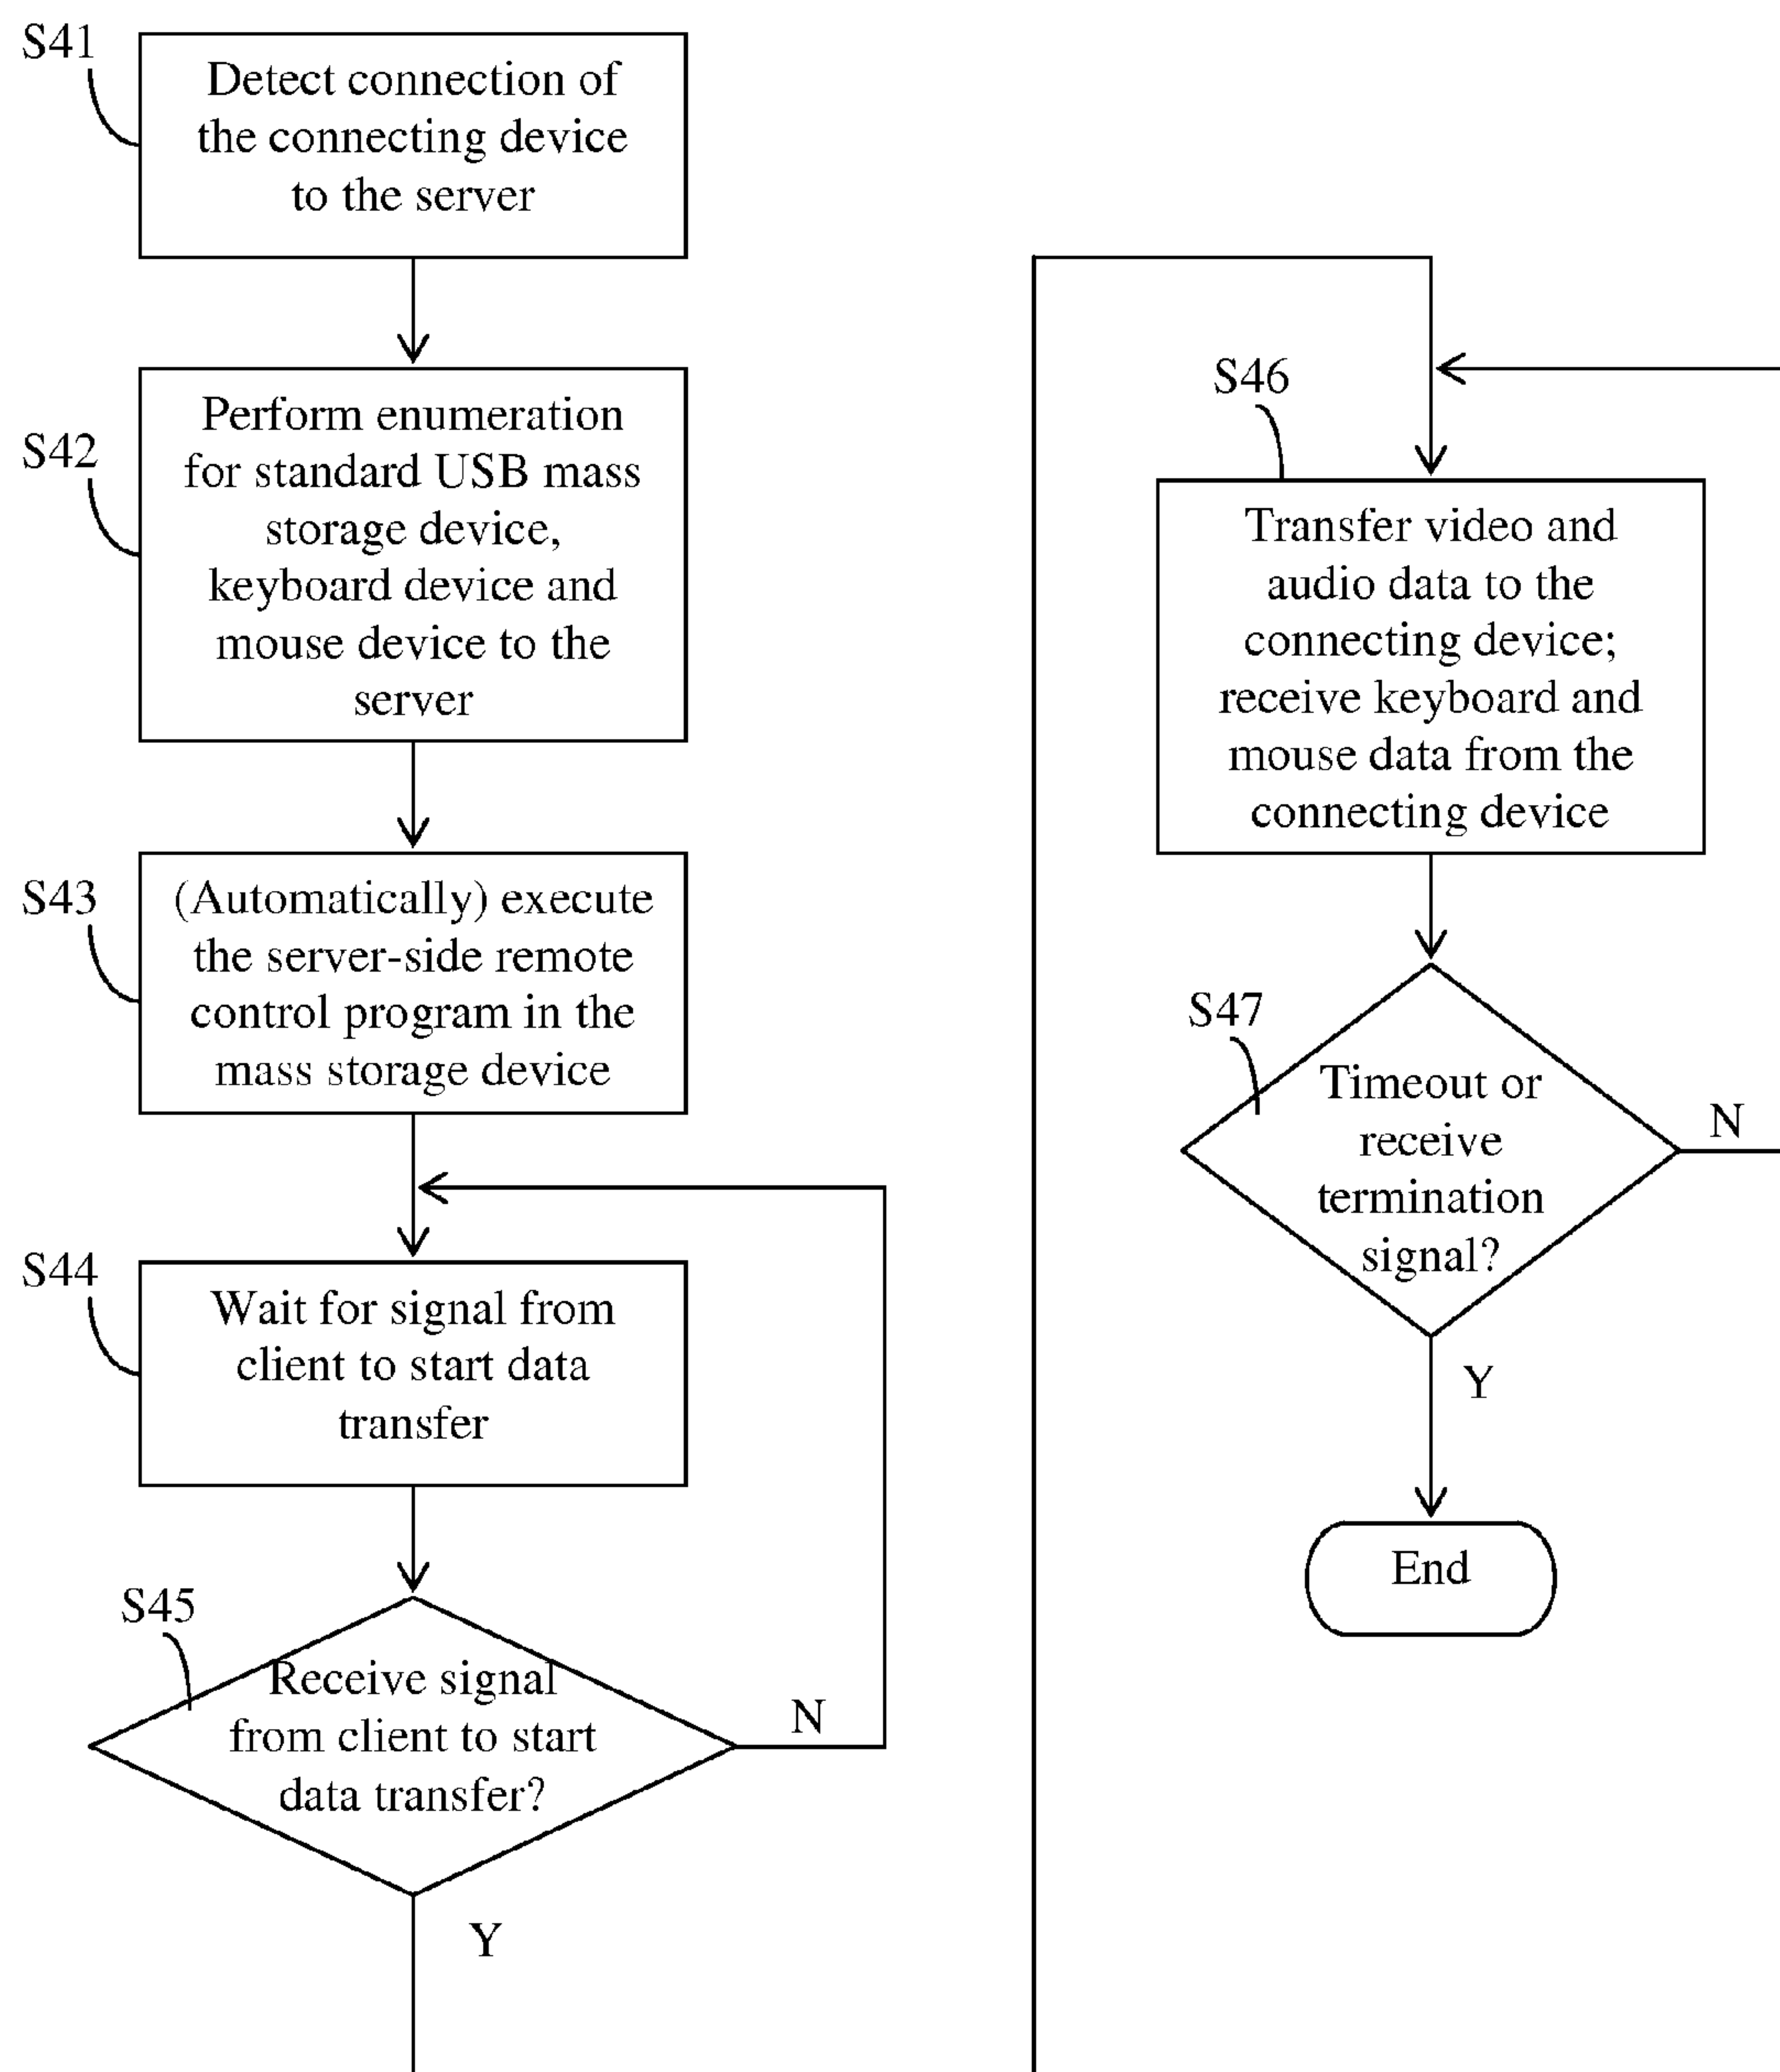 S41
Detect connection of
the connecting device
to the server
S42
Perform enumeration
for standard USB mass
storage device,
keyboard device and
mouse device to the
server
S43
(Automatically) execute
the server-side remote
control program in the
mass storage device
S44
Wait for signal from
client to start data
transfer
S45
Receive signal
from client to start
data transfer?
N
Y
S46
Transfer video and
audio data to the
connecting device;
receive keyboard and
mouse data from the
connecting device
S47
Timeout or
receive
termination
signal?
N
Y
End